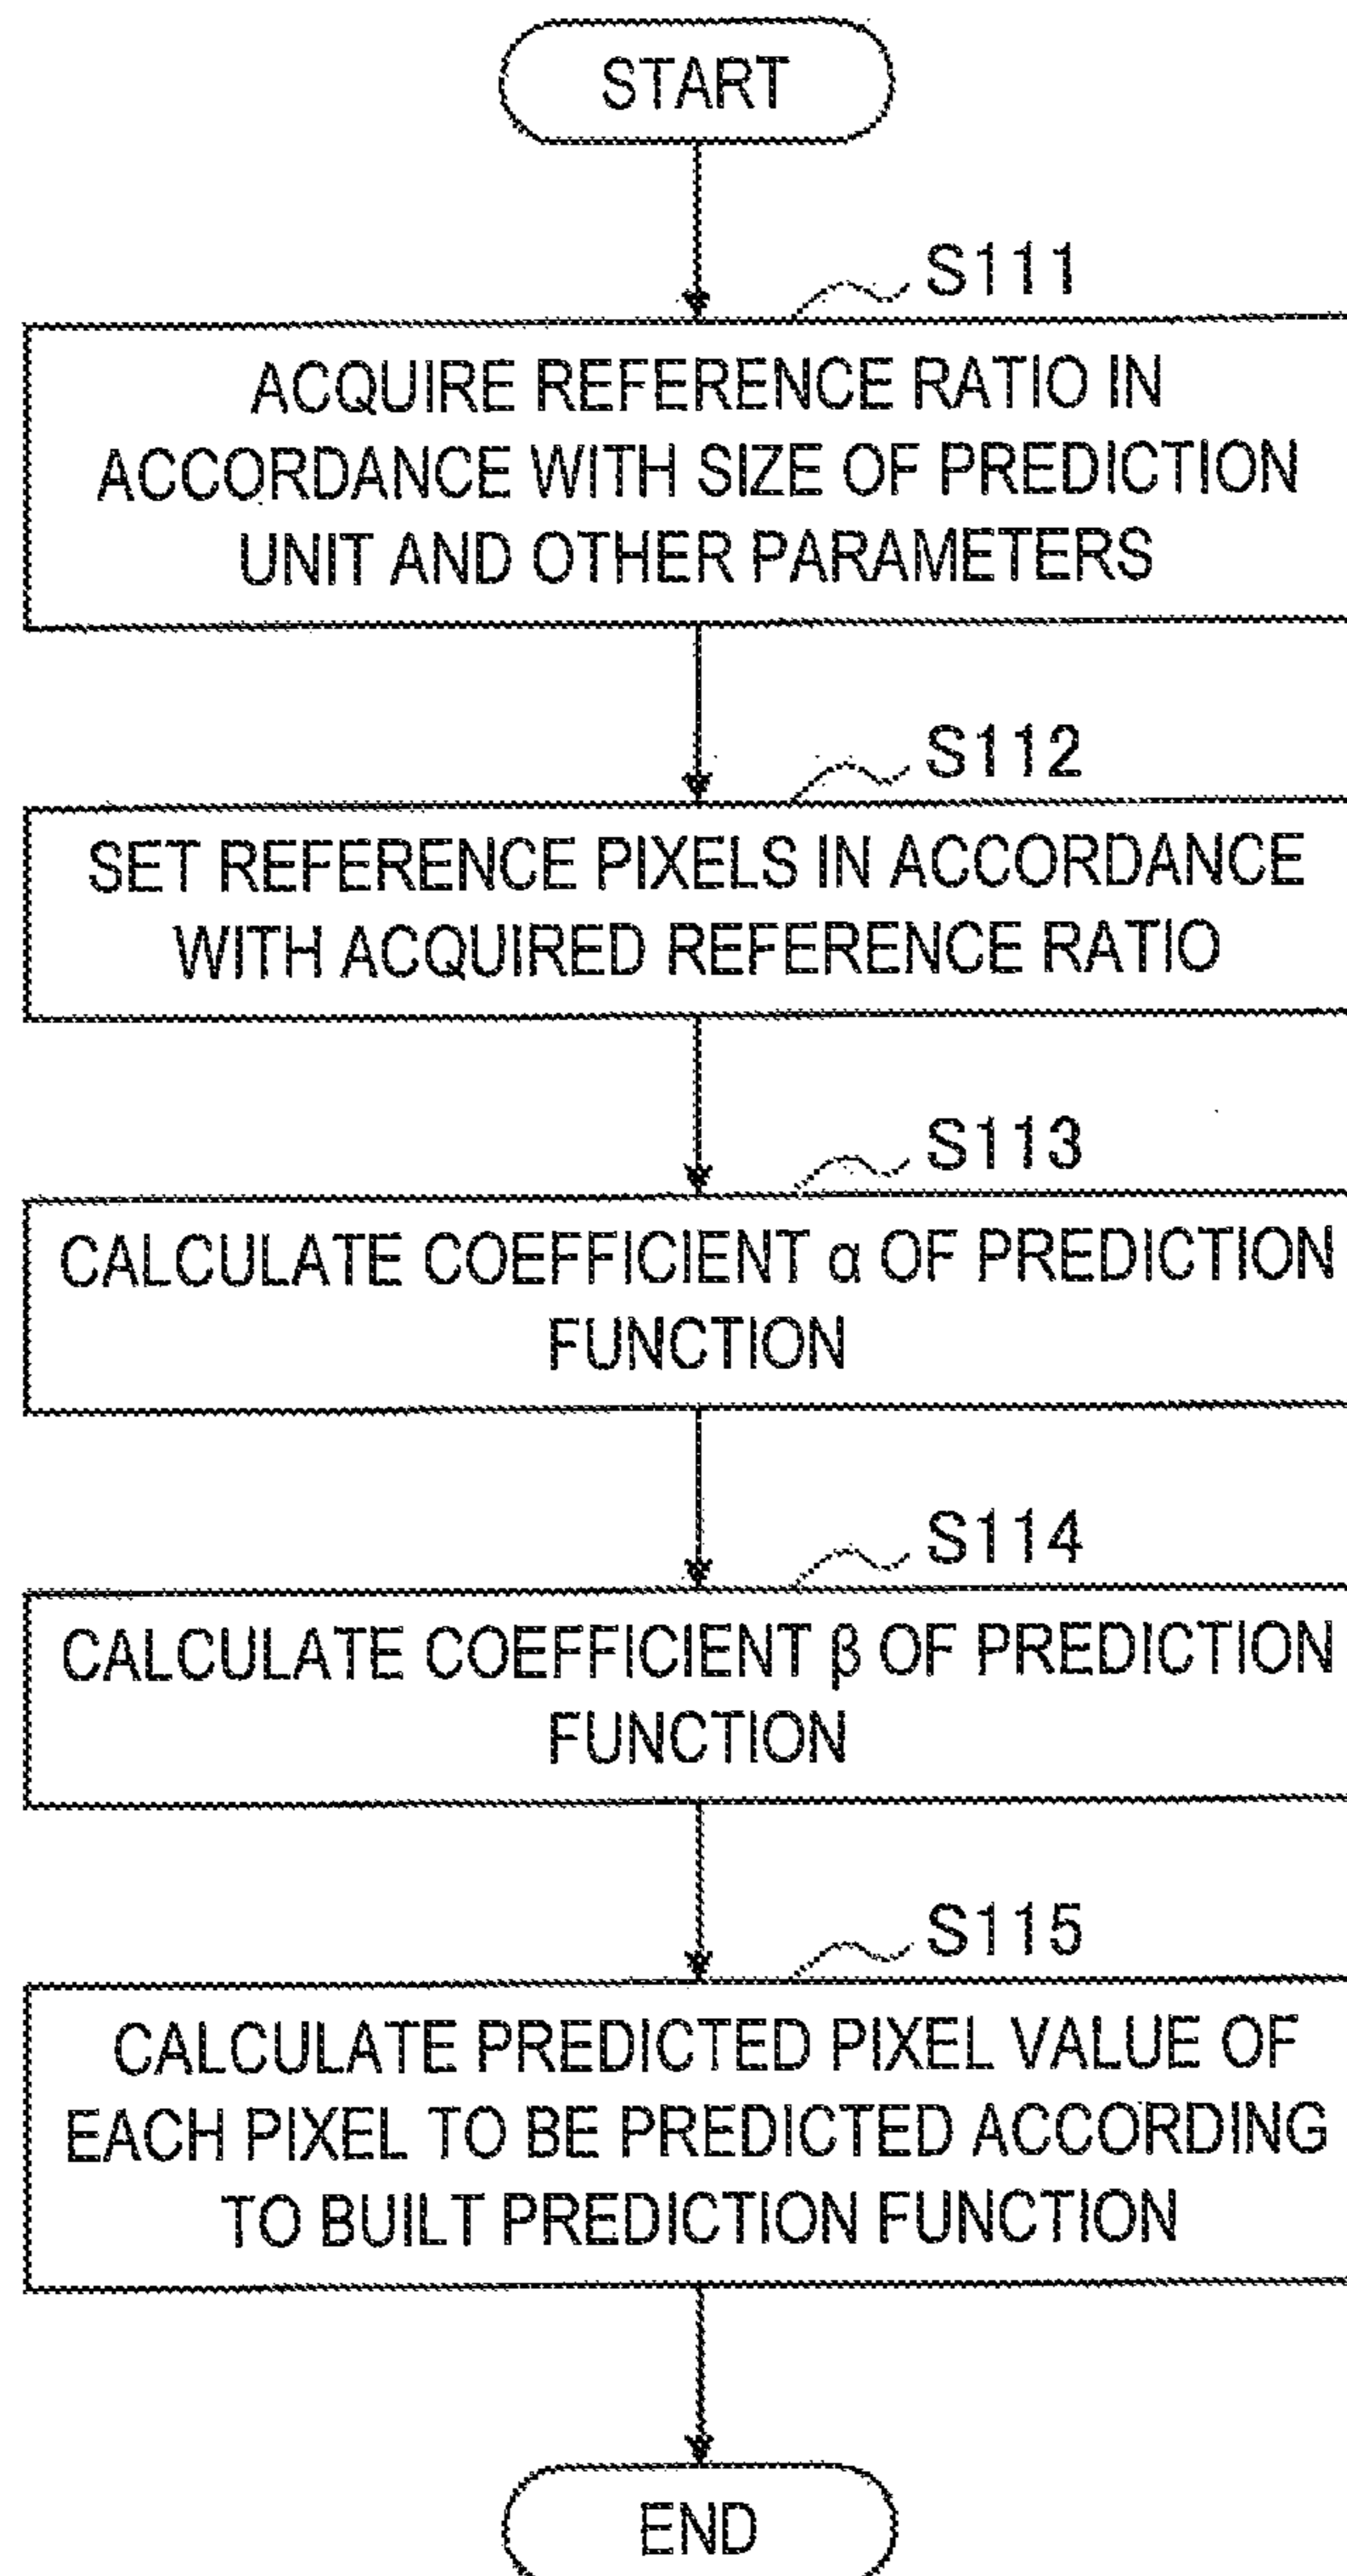 START
S111
ACQUIRE REFERENCE RATIO IN
ACCORDANCE WITH SIZE OF PREDICTION
UNIT AND OTHER PARAMETERS
S112
SET REFERENCE PIXELS IN ACCORDANCE
WITH ACQUIRED REFERENCE RATIO
S113
CALCULATE COEFFICIENT α OF PREDICTION
FUNCTION
S114
CALCULATE COEFFICIENT β OF PREDICTION
FUNCTION
S115
CALCULATE PREDICTED PIXEL VALUE OF
EACH PIXEL TO BE PREDICTED ACCORDING
TO BUILT PREDICTION FUNCTION
END